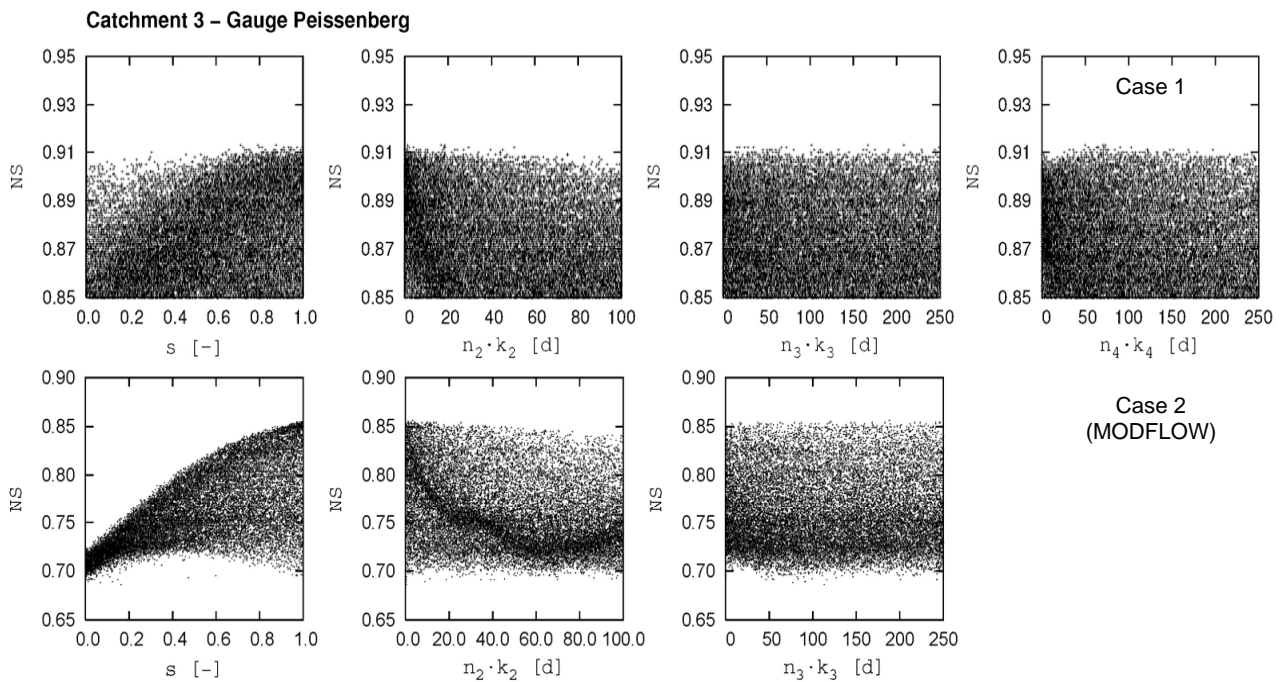 Catchment 3 – Gauge Peissenberg
0.95 0.95 0.95 0.95
Case 1
0.93 0.93 0.93 0.93
0.91 0.91 0.91 0.91
NS NS NS NS
0.89 0.89 0.89 0.89
0.87 0.87 0.87 0.87
0.85 0.85 0.85 0.85
0.0 0.2 0.4 0.6 0.8 1.0 0 20 40 60 80 100 0 50 100 150 200 250 0 50 100 150 200 250
s [-] n2·k2 [d] n3·k3 [d] n4·k4 [d]
0.90 0.90 0.90
Case 2
(MODFLOW)
0.85 0.85 0.85
0.80 0.80 0.80
NS NS NS
0.75 0.75 0.75
0.70 0.70 0.70
0.65 0.65 0.65
0.0 0.2 0.4 0.6 0.8 1.0 0.0 20.0 40.0 60.0 80.0 100.0 0 50 100 150 200 250
s [-] n2·k2 [d] n3·k3 [d]